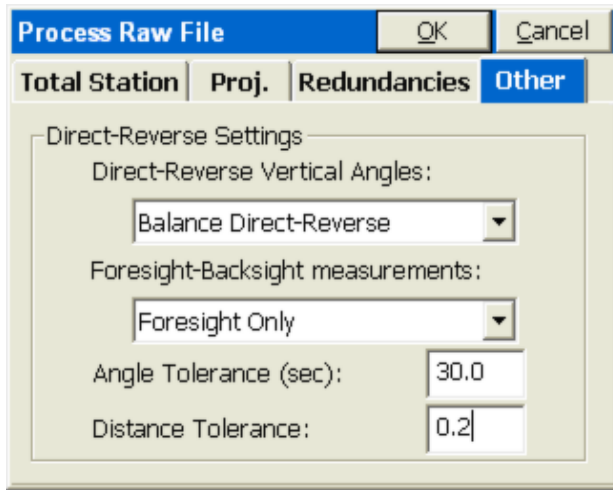 Process Raw File OK Cancel
Total Station Proj. Redundancies Other
Direct-Reverse Settings
Direct-Reverse Vertical Angles:
Balance Direct-Reverse
Foresight-Backsight measurements:
Foresight Only
Angle Tolerance (sec): 30.0
Distance Tolerance: 0.2